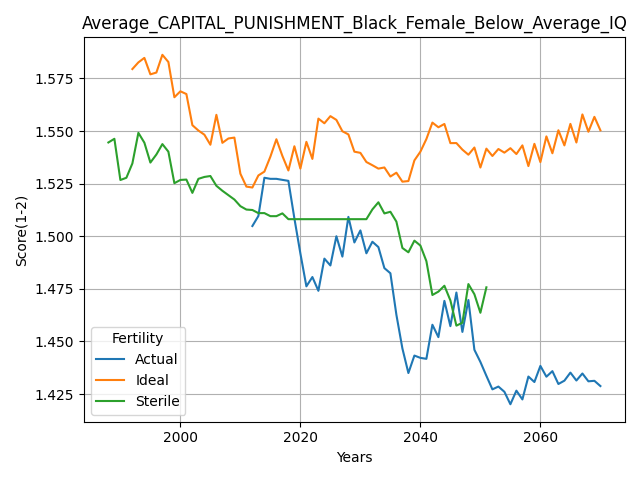 Average_CAPITAL_PUNISHMENT_Black_Female_Below_Average_IQ
Score(1-2)
1.575
1.550
1.525
1.500
1.475
1.450
1.425
Fertility
Actual
Ideal
Sterile
2000
2020
2040
2060
Years